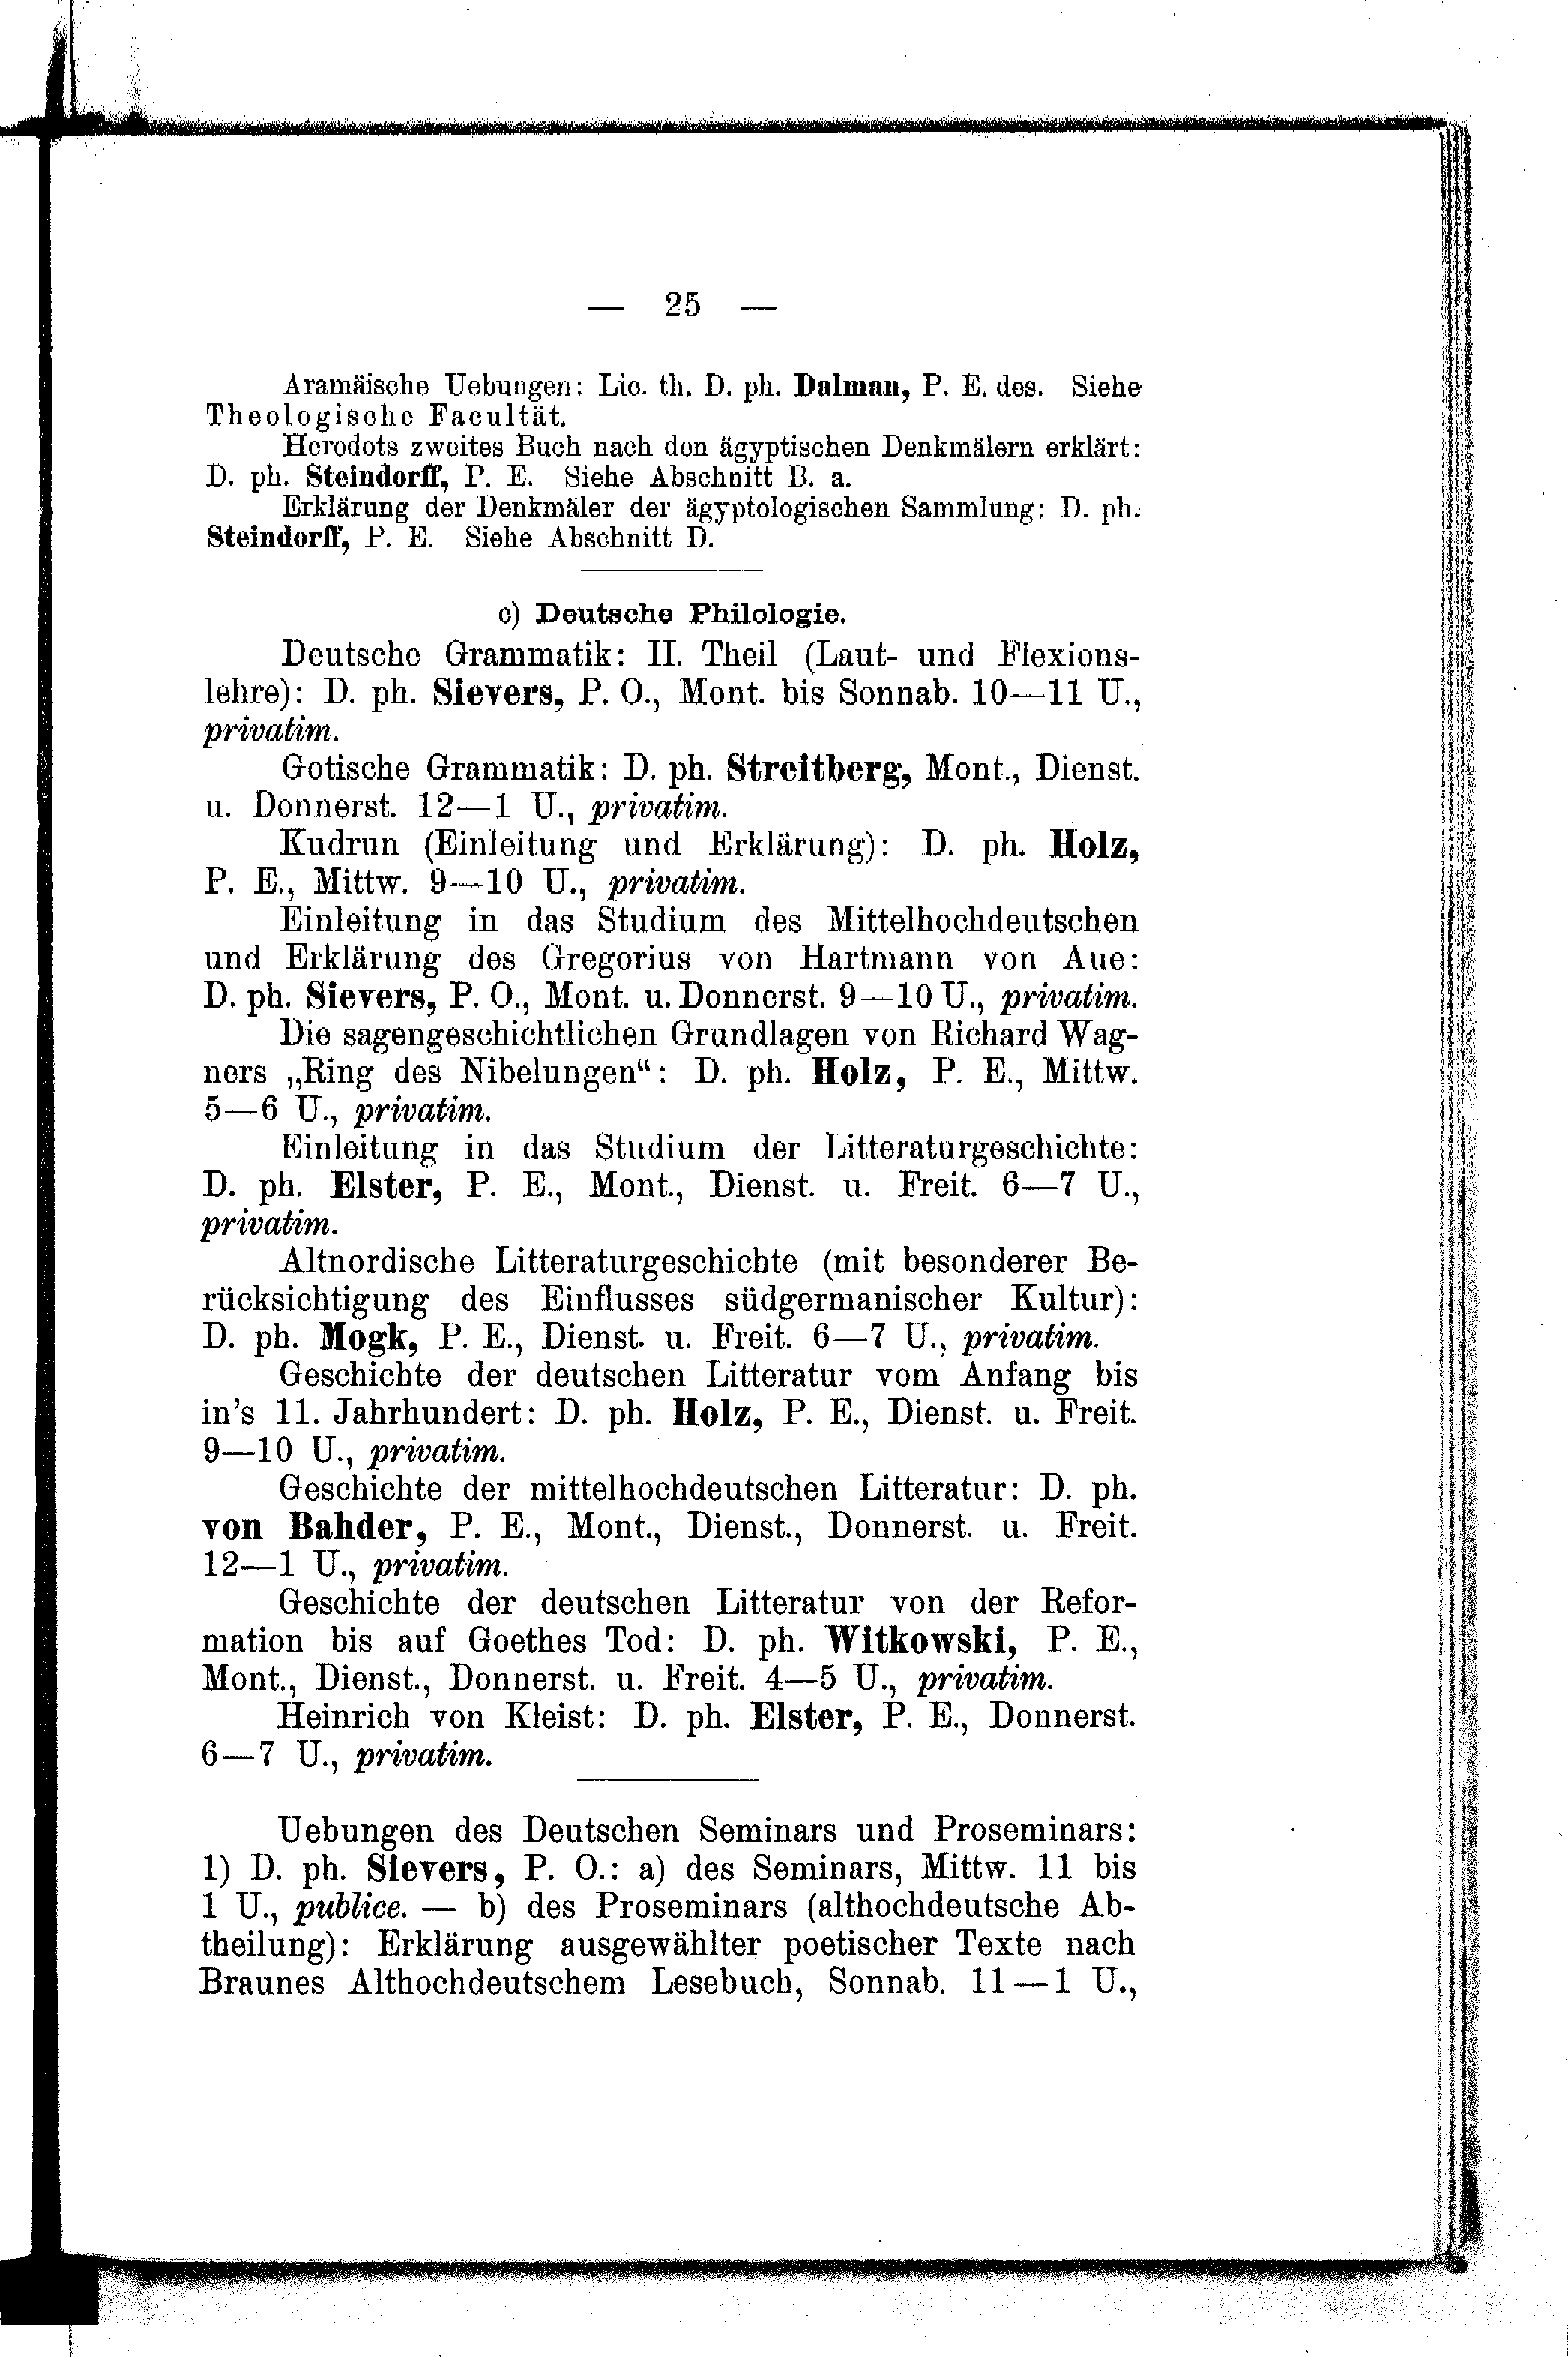 — 25 —
Aramäische Uebungen: Lic. th. D. ph. Dalman, P. E. des. Siehe
Theologische Facultät.
Herodots zweites Buch nach den ägyptischen Denkmälern erklärt:
D. ph. Steindorff, P. E. Siehe Abschnitt B. a.
Erklärung der Denkmäler der ägyptologischen Sammlung: D. ph.
Steindorff, P. E. Siehe Abschnitt D.
c) Deutsche Philologie.
Deutsche Grammatik: II. Theil (Laut- und Flexions-
lehre): D. ph. Sievers, P. O., Mont. bis Sonnab. 10—11 U.,
privatim.
Gotische Grammatik: D. ph. Streitberg, Mont., Dienst.
u. Donnerst. 12—1 U., privatim.
Kudrun (Einleitung und Erklärung): D. ph. Holz,
P. E., Mittw. 9—10 U., privatim.
Einleitung in das Studium des Mittelhochdeutschen
und Erklärung des Gregorius von Hartmann von Aue:
D. ph. Sievers, P. O., Mont. u. Donnerst. 9—10 U., privatim.
Die sagengeschichtlichen Grundlagen von Richard Wag-
ners „Ring des Nibelungen“: D. ph. Holz, P. E., Mittw.
5—6 U., privatim.
Einleitung in das Studium der Litteraturgeschichte:
D. ph. Elster, P. E., Mont., Dienst. u. Freit. 6—7 U.,
privatim.
Altnordische Litteraturgeschichte (mit besonderer Be-
rücksichtigung des Einflusses südgermanischer Kultur):
D. ph. Mogk, P. E., Dienst. u. Freit. 6—7 U., privatim.
Geschichte der deutschen Litteratur vom Anfang bis
in's 11. Jahrhundert: D. ph. Holz, P. E., Dienst. u. Freit.
9—10 U., privatim.
Geschichte der mittelhochdeutschen Litteratur: D. ph.
von Bahder, P. E., Mont., Dienst., Donnerst. u. Freit.
12—1 U., privatim.
Geschichte der deutschen Litteratur von der Refor-
mation bis auf Goethes Tod: D. ph. Witkowski, P. E.,
Mont., Dienst., Donnerst. u. Freit. 4—5 U., privatim.
Heinrich von Kleist: D. ph. Elster, P. E., Donnerst.
6—7 U., privatim.
Uebungen des Deutschen Seminars und Proseminars:
1) D. ph. Sievers, P. O.: a) des Seminars, Mittw. 11 bis
1 U., publice. — b) des Proseminars (althochdeutsche Ab-
theilung): Erklärung ausgewählter poetischer Texte nach
Braunes Althochdeutschem Lesebuch, Sonnab. 11—1 U.,